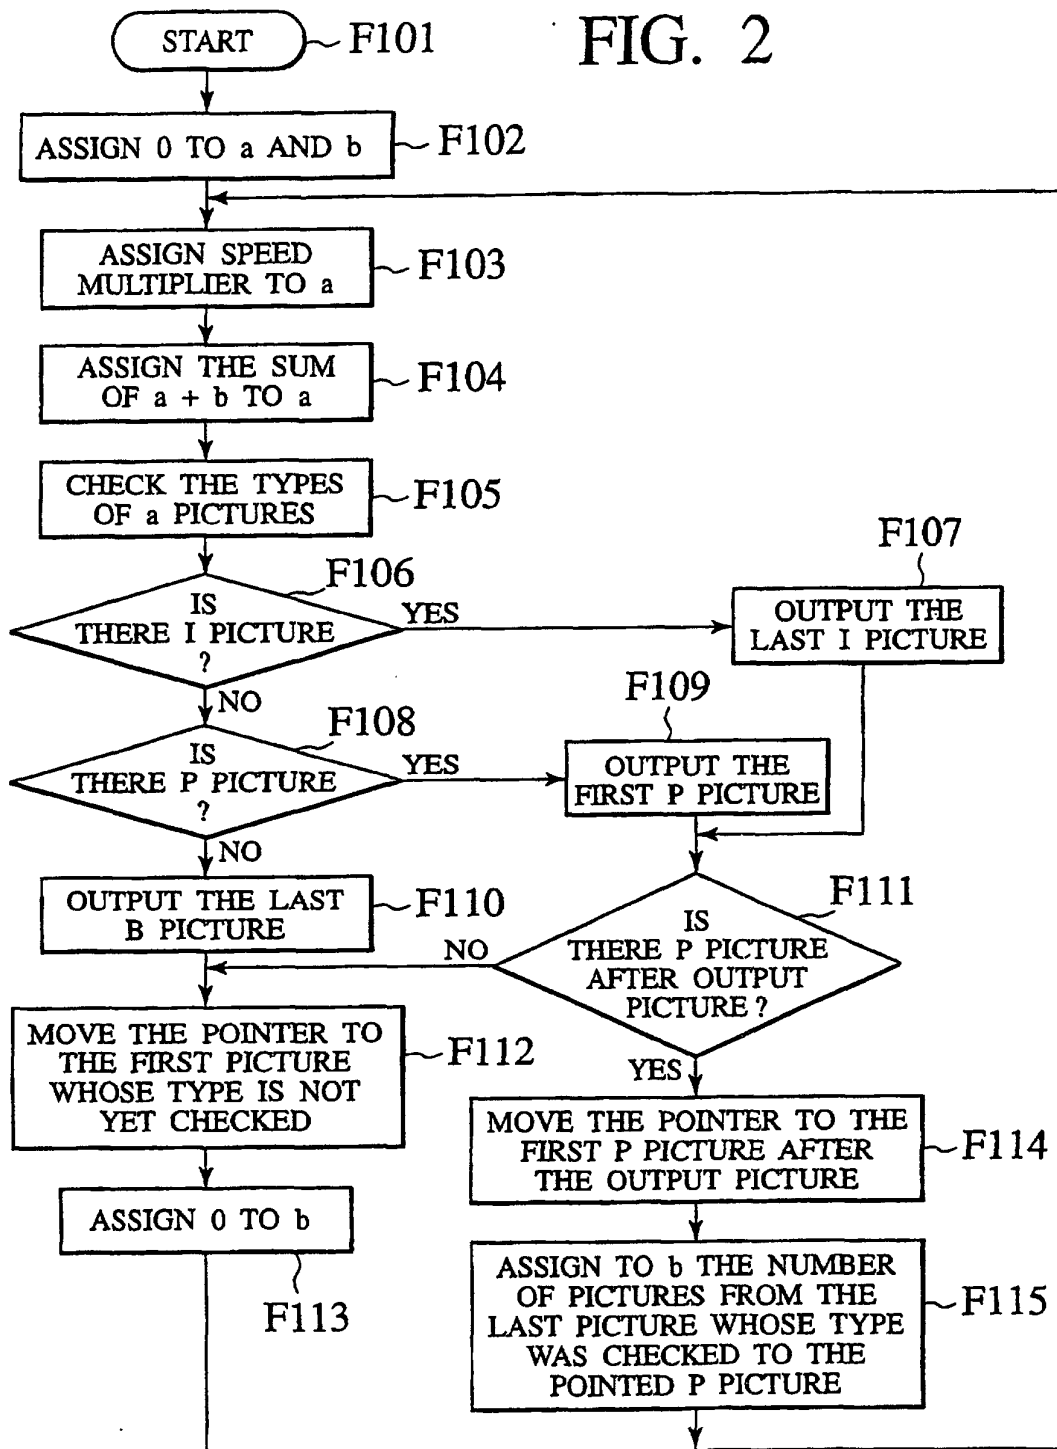 FIG. 2
START
F101
ASSIGN 0 TO a AND b
F102
ASSIGN SPEED
MULTIPLIER TO a
F103
ASSIGN THE SUM
OF a + b TO a
F104
CHECK THE TYPES
OF a PICTURES
F105
F106
IS
THERE I PICTURE
?
YES
NO
F107
OUTPUT THE
LAST I PICTURE
F108
IS
THERE P PICTURE
?
YES
NO
F109
OUTPUT THE
FIRST P PICTURE
OUTPUT THE LAST
B PICTURE
F110
F111
IS
THERE P PICTURE
AFTER OUTPUT
PICTURE ?
NO
YES
MOVE THE POINTER TO
THE FIRST PICTURE
WHOSE TYPE IS NOT
YET CHECKED
F112
ASSIGN 0 TO b
F113
MOVE THE POINTER TO THE
FIRST P PICTURE AFTER
THE OUTPUT PICTURE
F114
ASSIGN TO b THE NUMBER
OF PICTURES FROM THE
LAST PICTURE WHOSE TYPE
WAS CHECKED TO THE
POINTED P PICTURE
F115